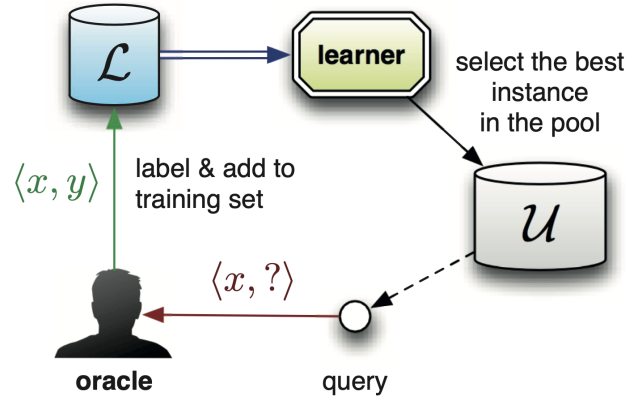 ℒ
learner
select the best
instance
in the pool
⟨x, y⟩
label & add to
training set
𝒰
⟨x, ?⟩
oracle
query